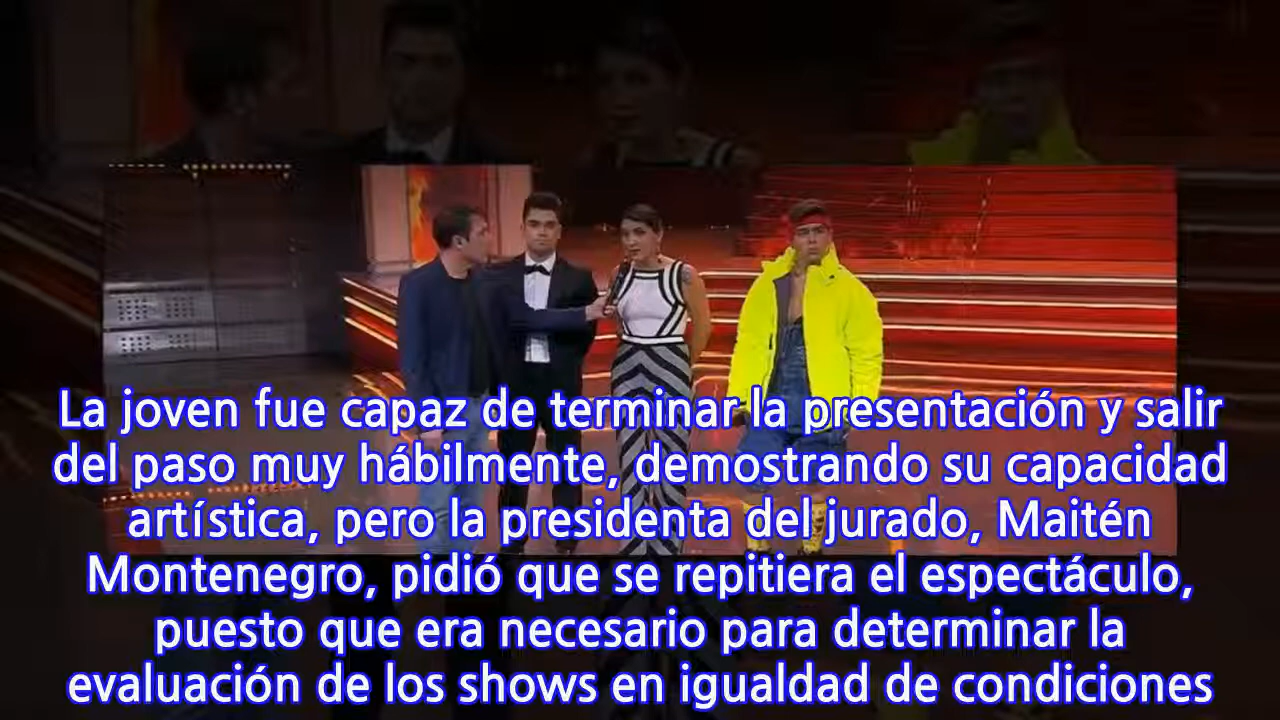 La joven fue capaz de terminar la presentación y salir
del paso muy hábilmente, demostrando su capacidad
artística, pero la presidenta del jurado, Maitén
Montenegro, pidió que se repitiera el espectáculo,
puesto que era necesario para determinar la
evaluación de los shows en igualdad de condiciones